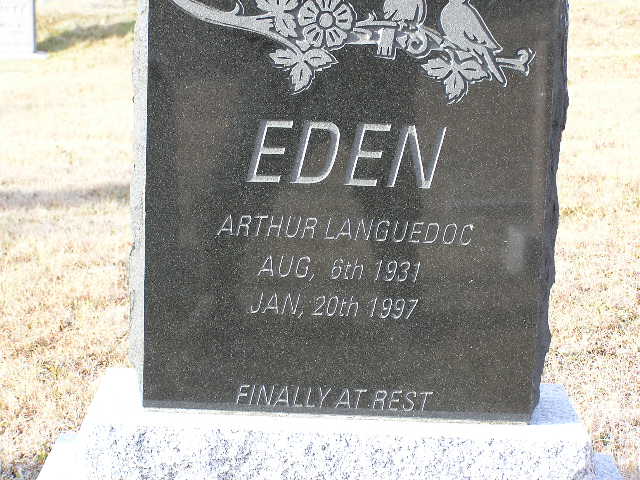 EDEN
ARTHUR LANGUEDOC
AUG, 6th 1931
JAN, 20th 1997
FINALLY AT REST